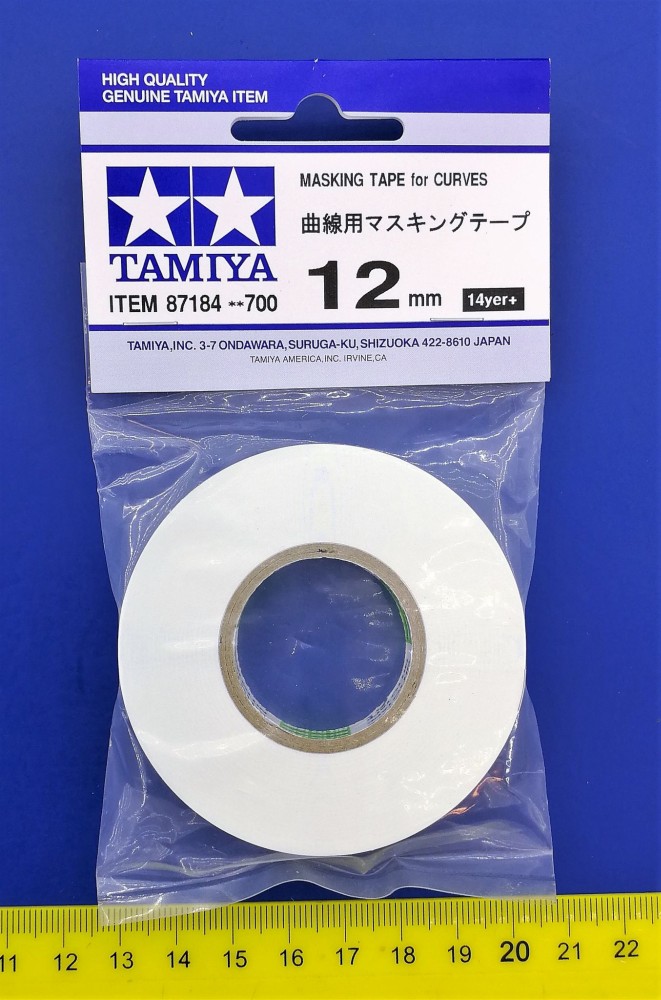 HIGH QUALITY
GENUINE TAMIYA ITEM
MASKING TAPE for CURVES
曲線用マスキングテープ
TAMIYA
ITEM 87184 **700
12 mm
14yer+
TAMIYA,INC. 3-7 ONDAWARA,SURUGA-KU,SHIZUOKA 422-8610 JAPAN
TAMIYA AMERICA,INC. IRVINE,CA
11 12 13 14 15 16 17 18 19 20 21 22